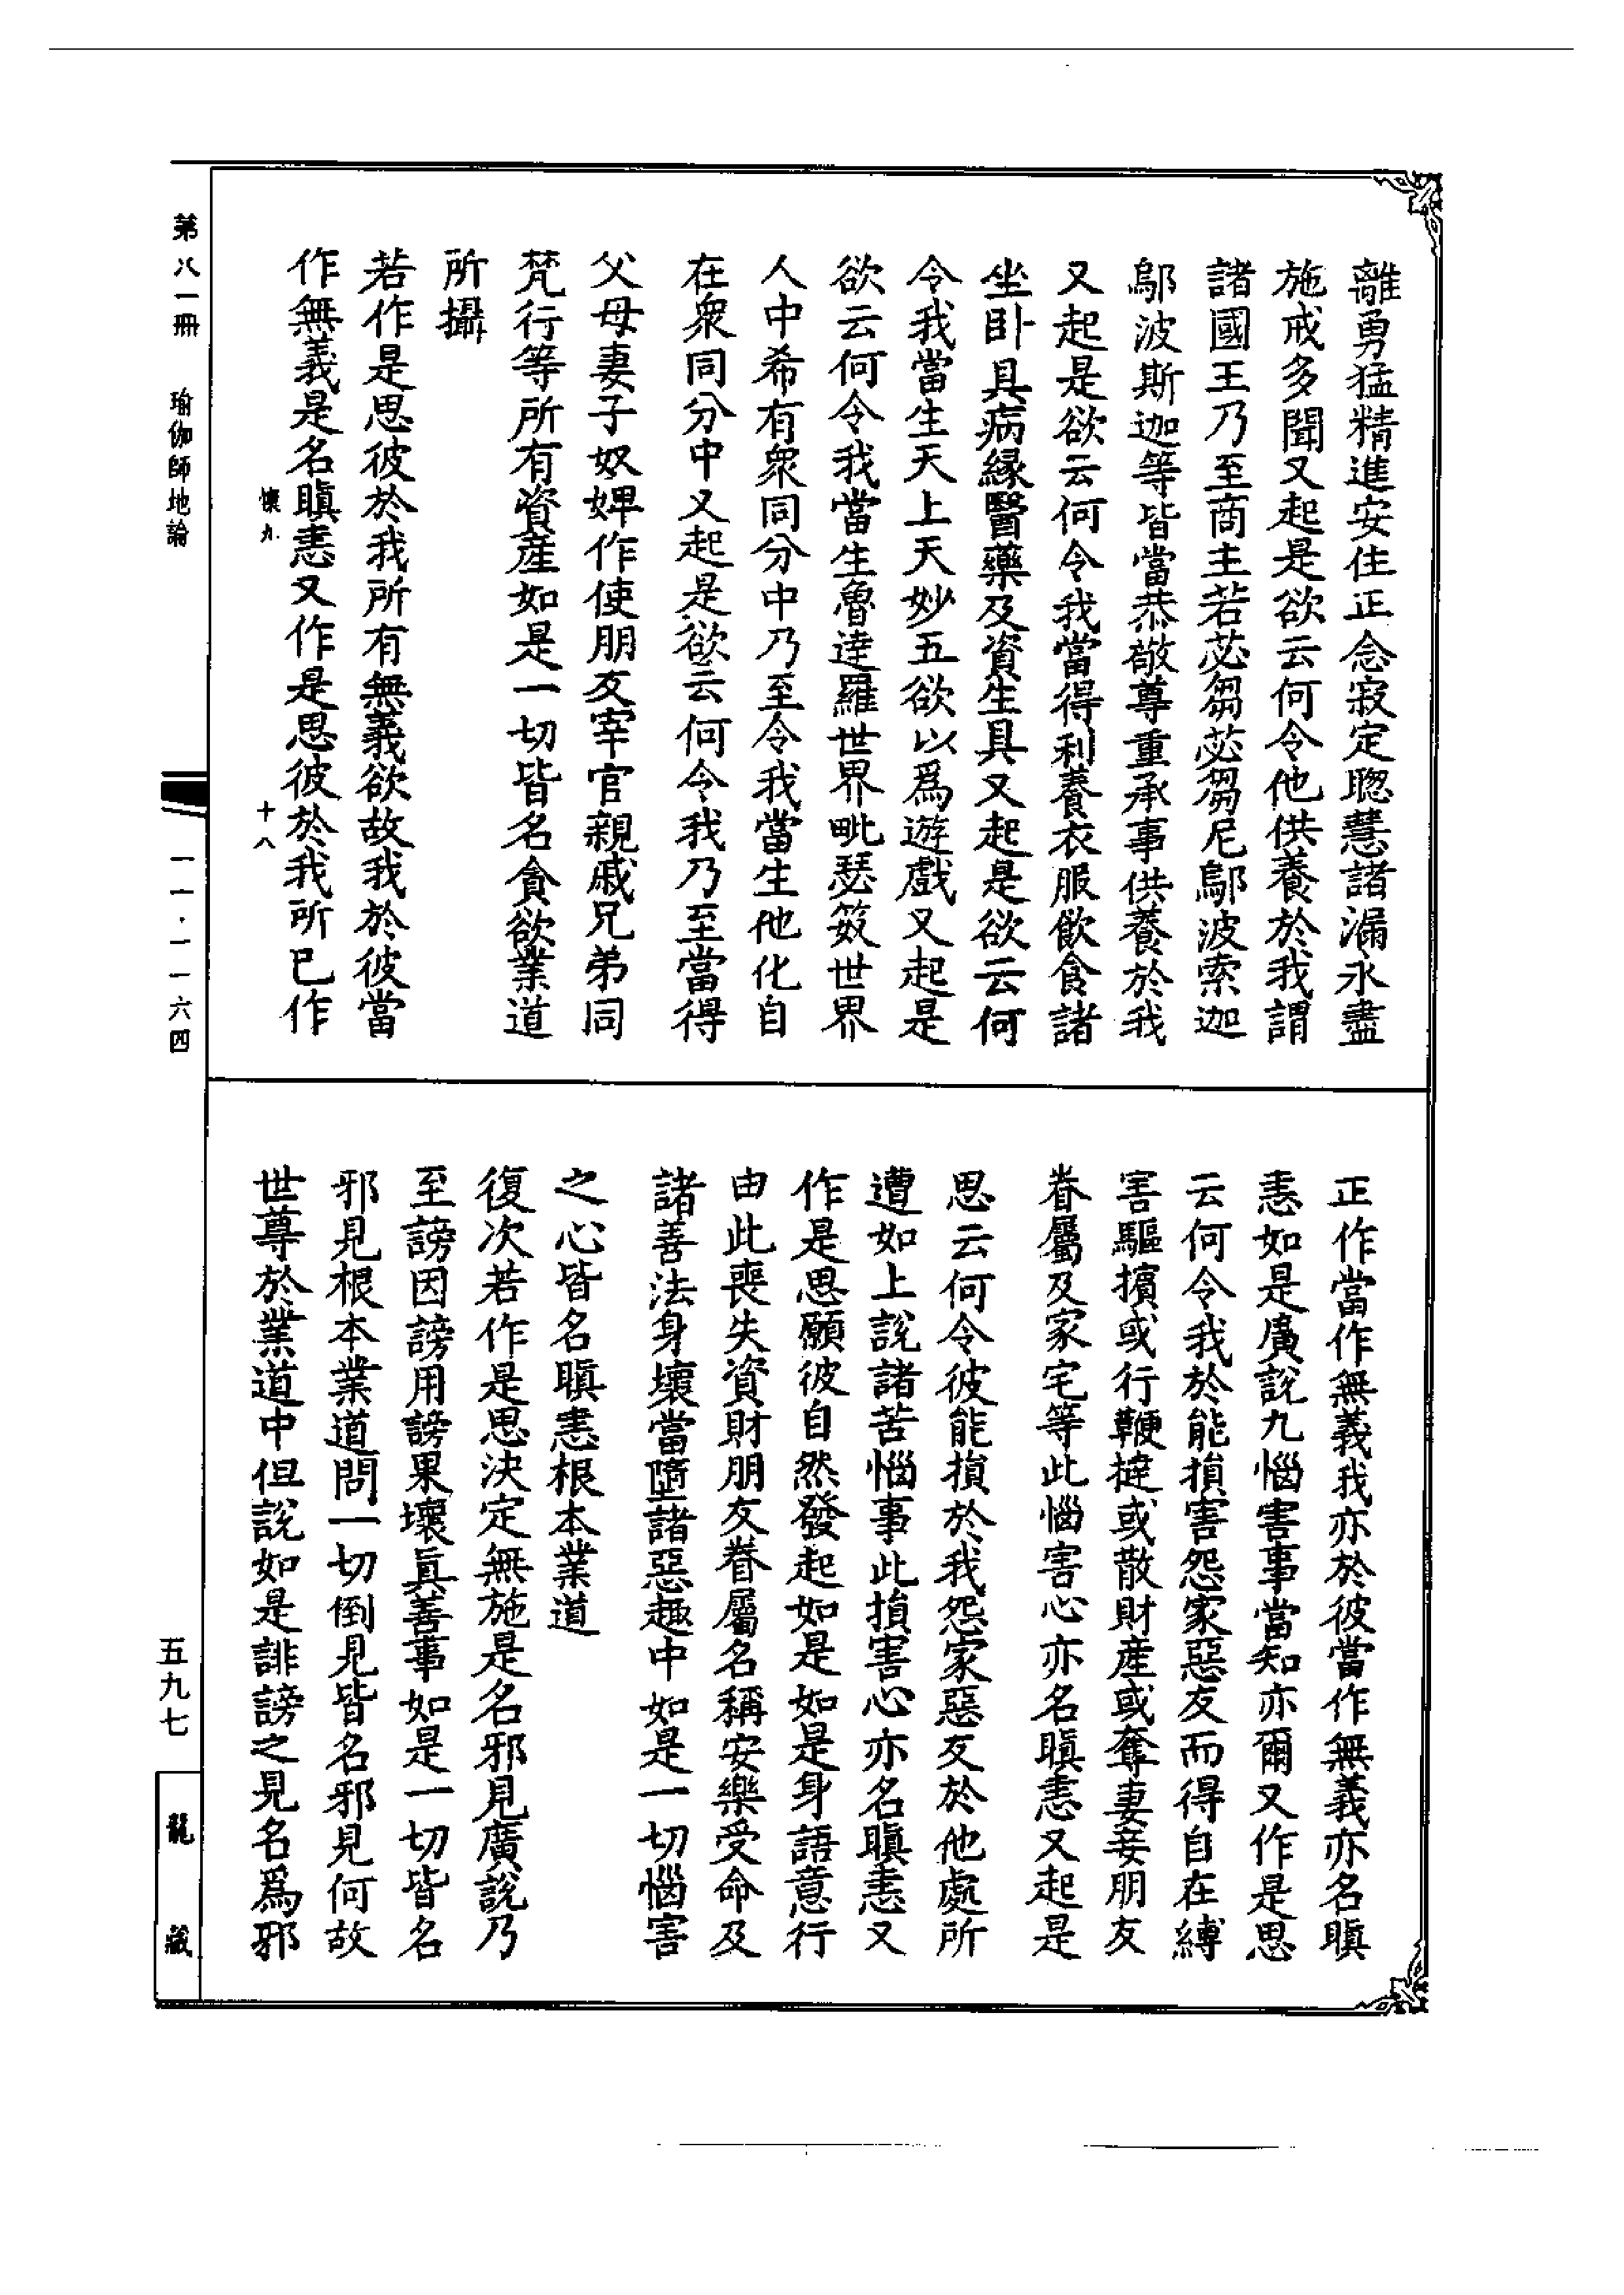 離勇猛精進安住正念寂定聦慧諸漏永盡
施戒多聞又起是欲云何令他供養於我謂
諸國王乃至商主若苾芻苾芻尼鄔波索迦
鄔波斯迦等皆當恭敬尊重承事供養於我
又起是欲云何令我當得利養衣服飲食諸
坐卧具病緣醫藥及資生具又起是欲云何
令我當生天上天妙五欲以爲遊戲又起是
欲云何令我當生魯達羅世界毗瑟笯世界
人中希有衆同分中乃至令我當生他化自
在衆同分中又起是欲云何令我乃至當得
父母妻子奴婢作使朋友宰官親戚兄弟同
梵行等所有資產如是一切皆名貪欲業道
所攝
若作是思彼於我所有無義欲故我於彼當
作無義是名瞋恚又作是思彼於我所已作
懷九 十八
正作當作無義我亦於彼當作無義亦名瞋
恚如是廣說九惱害事當知亦爾又作是思
云何令我於能損害怨家惡友而得自在縛
害驅擯或行鞭撻或散財產或奪妻妾朋友
眷屬及家宅等此惱害心亦名瞋恚又起是
思云何令彼能損於我怨家惡友於他處所
遭如上說諸苦惱事此損害心亦名瞋恚又
作是思願彼自然發起如是如是身語意行
由此喪失資財朋友眷屬名稱安樂受命及
諸善法身壞當墮諸惡趣中如是一切惱害
之心皆名瞋恚根本業道
復次若作是思決定無施是名邪見廣說乃
至謗因謗用謗果壞眞善事如是一切皆名
邪見根本業道問一切倒見皆名邪見何故
世尊於業道中但說如是誹謗之見名爲邪
第八一冊 瑜伽師地論 一一·一一六四
五九七 龍藏